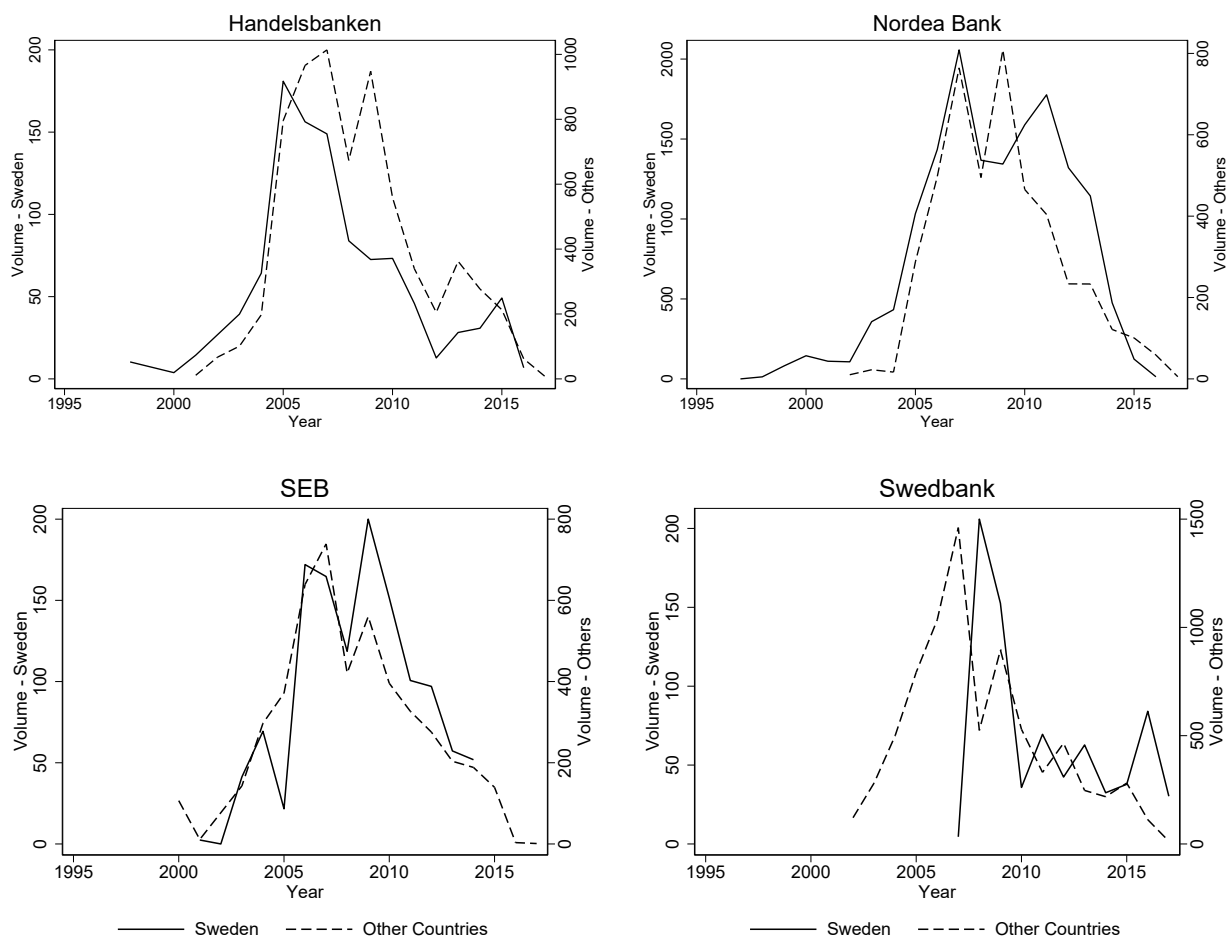 Handelsbanken
Volume - Sweden
0 50 100 150 200
Volume - Others
0 200 400 600 800 1000
1995 2000 2005 2010 2015
Year
Nordea Bank
Volume - Sweden
0 500 1000 1500 2000
Volume - Others
0 200 400 600 800
1995 2000 2005 2010 2015
Year
SEB
Volume - Sweden
0 50 100 150 200
Volume - Others
0 200 400 600 800
1995 2000 2005 2010 2015
Year
Sweden Other Countries
Swedbank
Volume - Sweden
0 50 100 150 200
Volume - Others
0 500 1000 1500
1995 2000 2005 2010 2015
Year
Sweden Other Countries